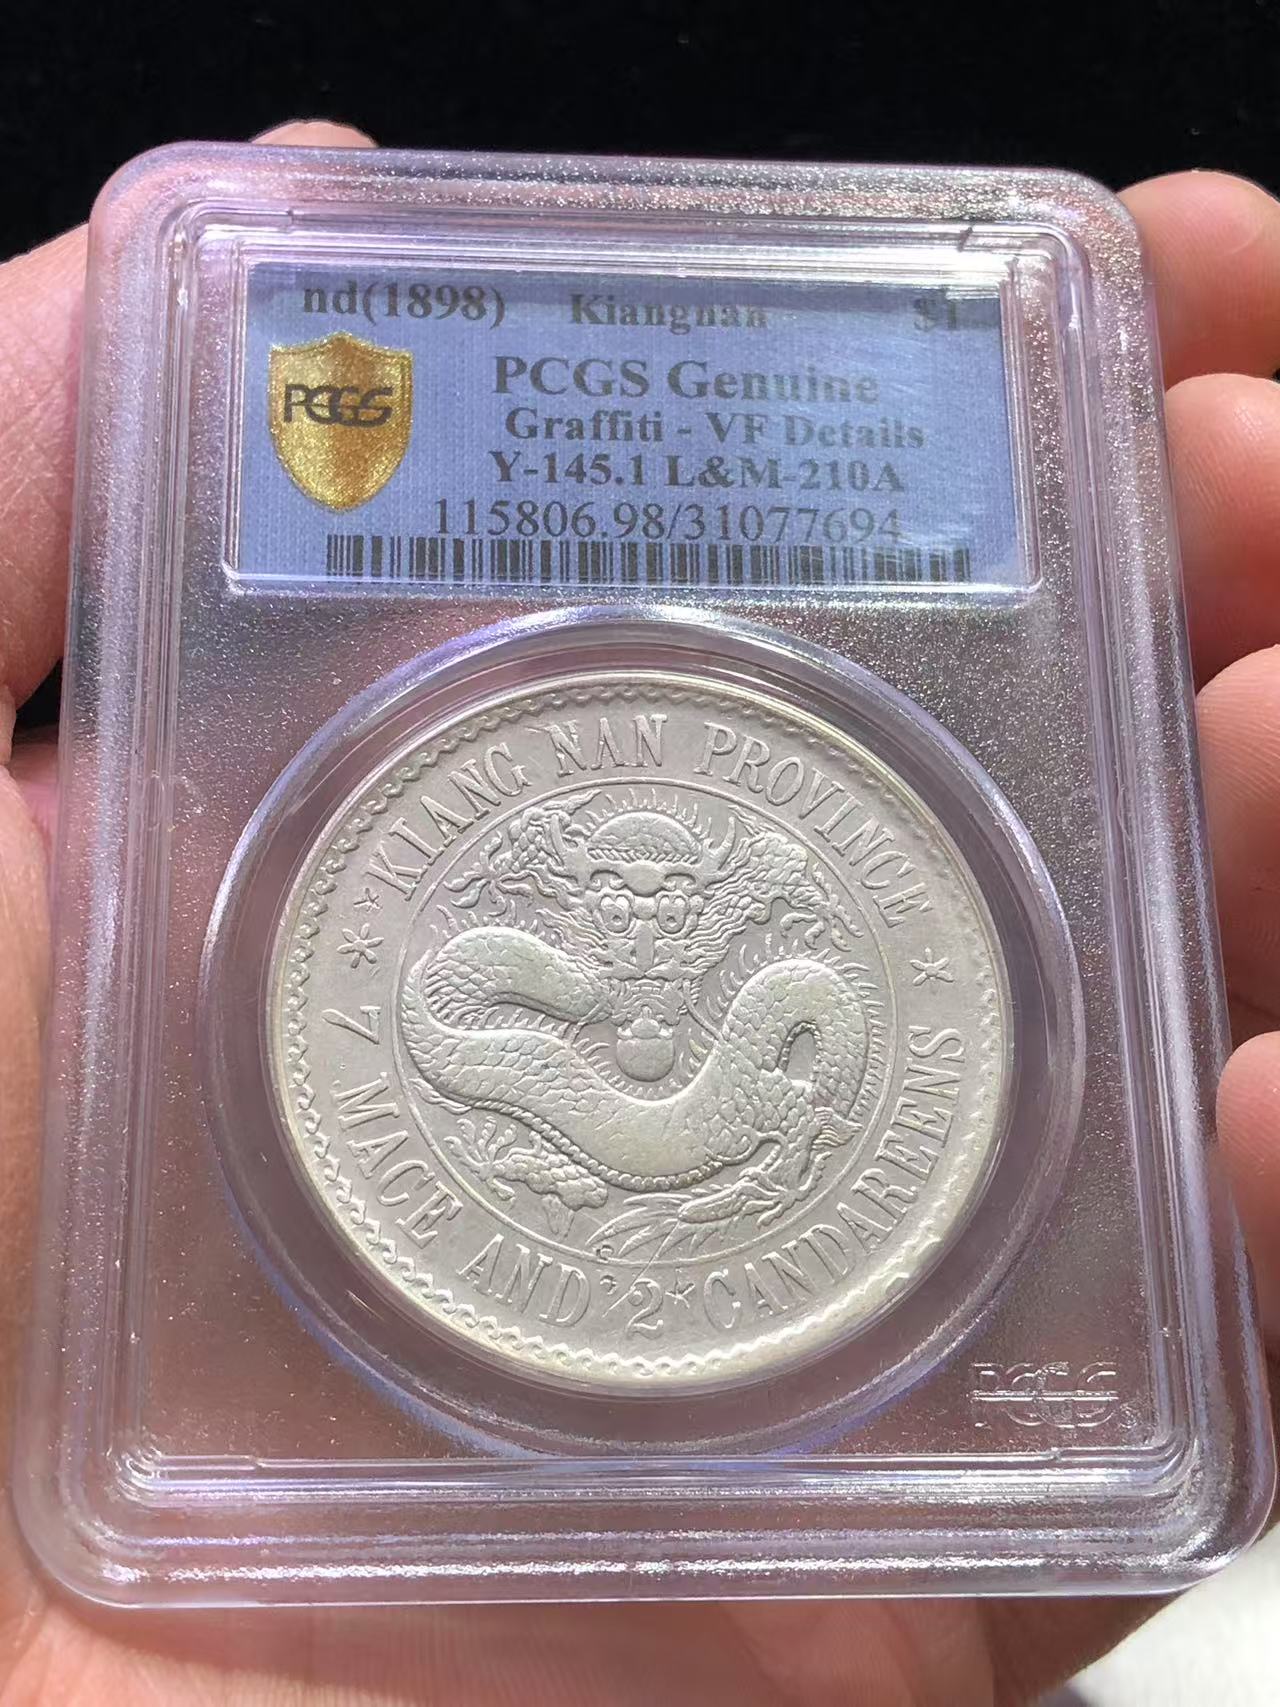 nd(1898) Kiangnan $1
PCGS
PCGS Genuine
Graffiti - VF Details
Y-145.1 L&M-210A
115806.98/31077694
KIANG NAN PROVINCE
7 MACE AND 2 CANDAREENS
PCGS